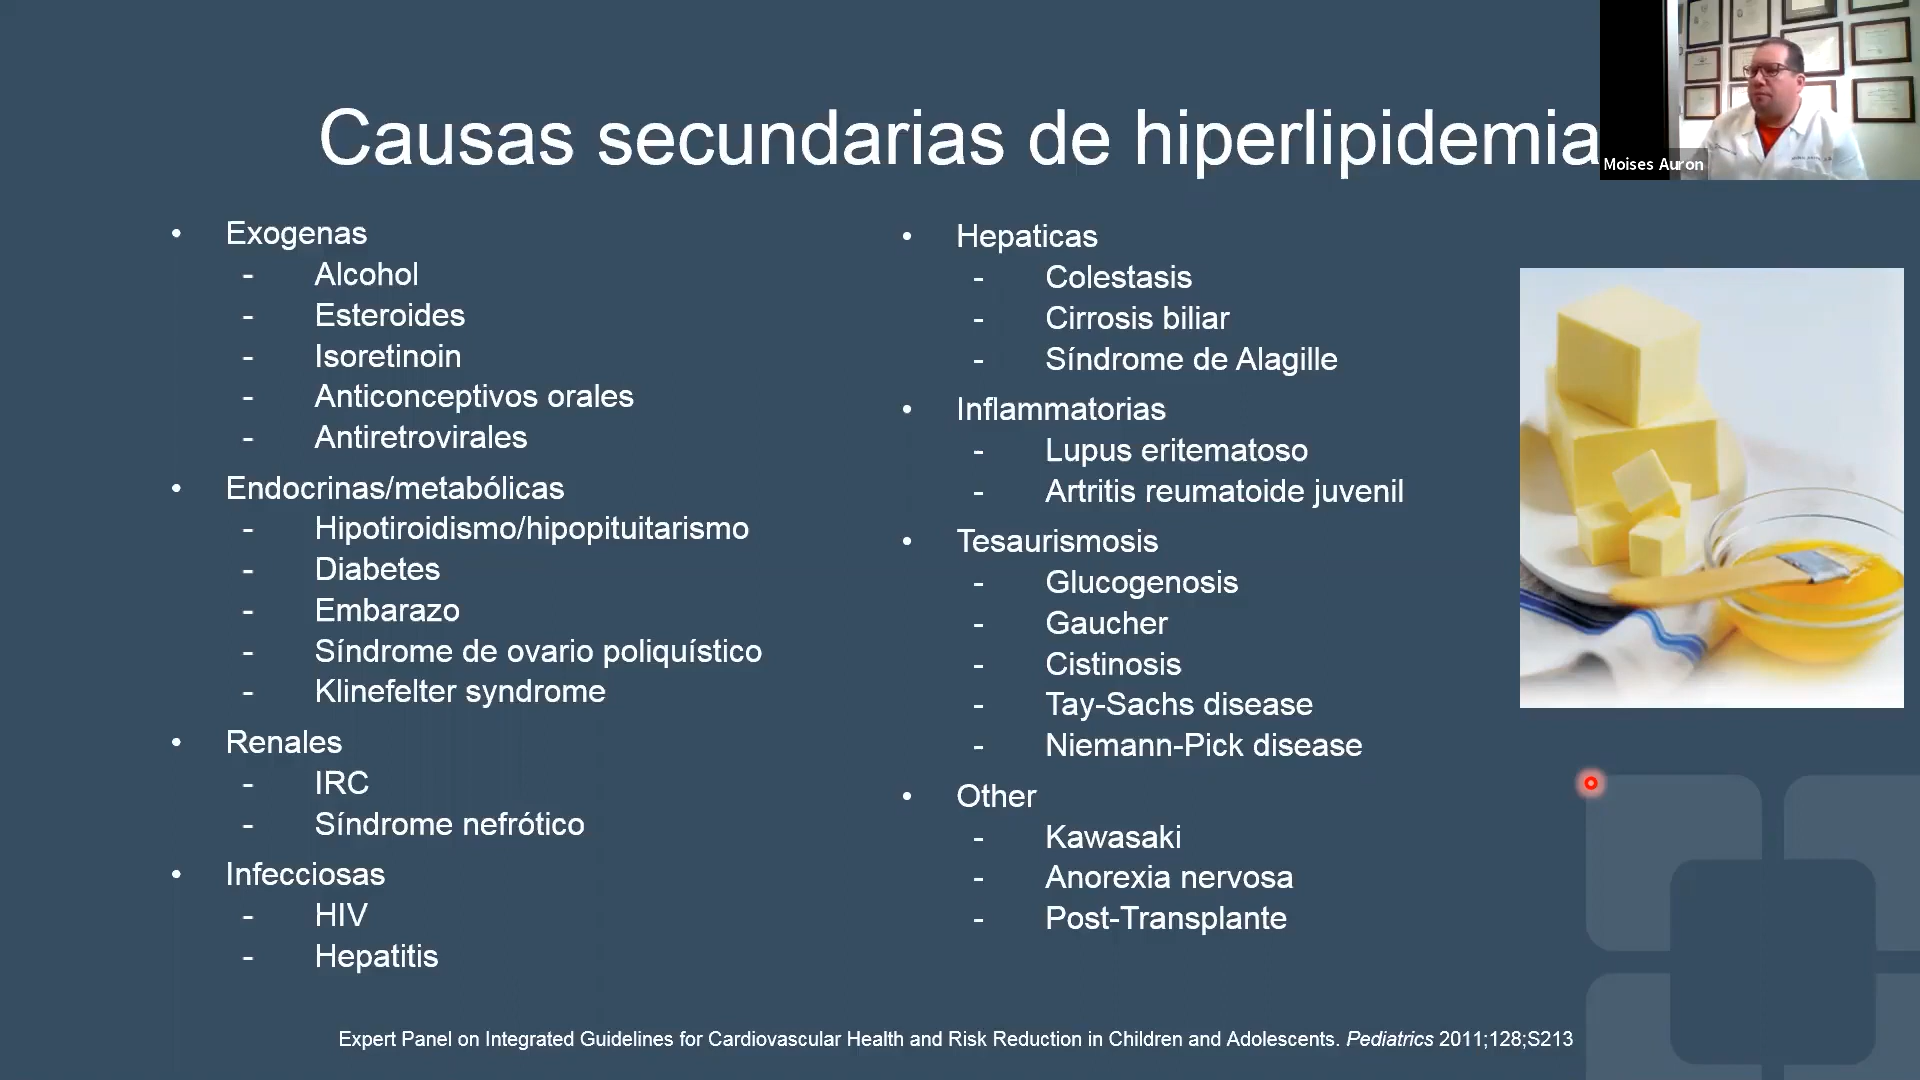 Causas secundarias de hiperlipidemia
Moises Auron
• Exogenas
- Alcohol
- Esteroides
- Isoretinoin
- Anticonceptivos orales
- Antiretrovirales
• Endocrinas/metabólicas
- Hipotiroidismo/hipopituitarismo
- Diabetes
- Embarazo
- Síndrome de ovario poliquístico
- Klinefelter syndrome
• Renales
- IRC
- Síndrome nefrótico
• Infecciosas
- HIV
- Hepatitis
• Hepaticas
- Colestasis
- Cirrosis biliar
- Síndrome de Alagille
• Inflammatorias
- Lupus eritematoso
- Artritis reumatoide juvenil
• Tesaurismosis
- Glucogenosis
- Gaucher
- Cistinosis
- Tay-Sachs disease
- Niemann-Pick disease
• Other
- Kawasaki
- Anorexia nervosa
- Post-Transplante
Expert Panel on Integrated Guidelines for Cardiovascular Health and Risk Reduction in Children and Adolescents. Pediatrics 2011;128;S213